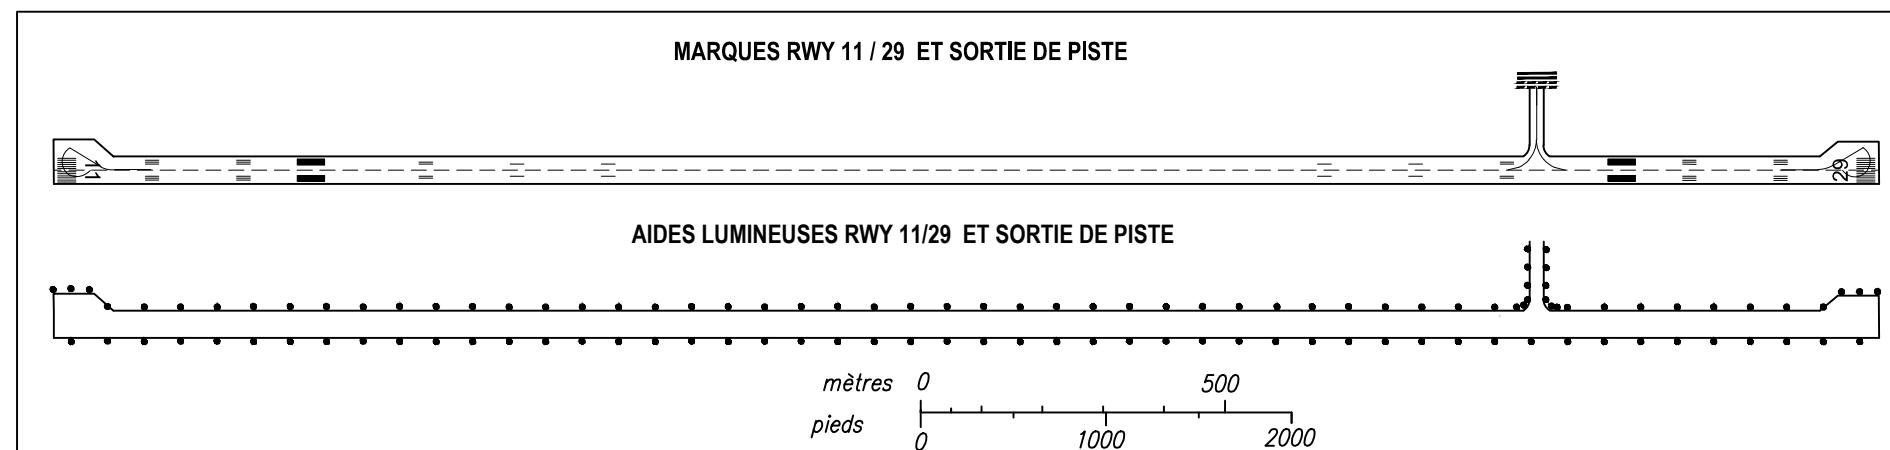 MARQUES RWY 11 / 29 ET SORTIE DE PISTE
11
29
AIDES LUMINEUSES RWY 11/29 ET SORTIE DE PISTE
mètres 0 500
pieds 0 1000 2000